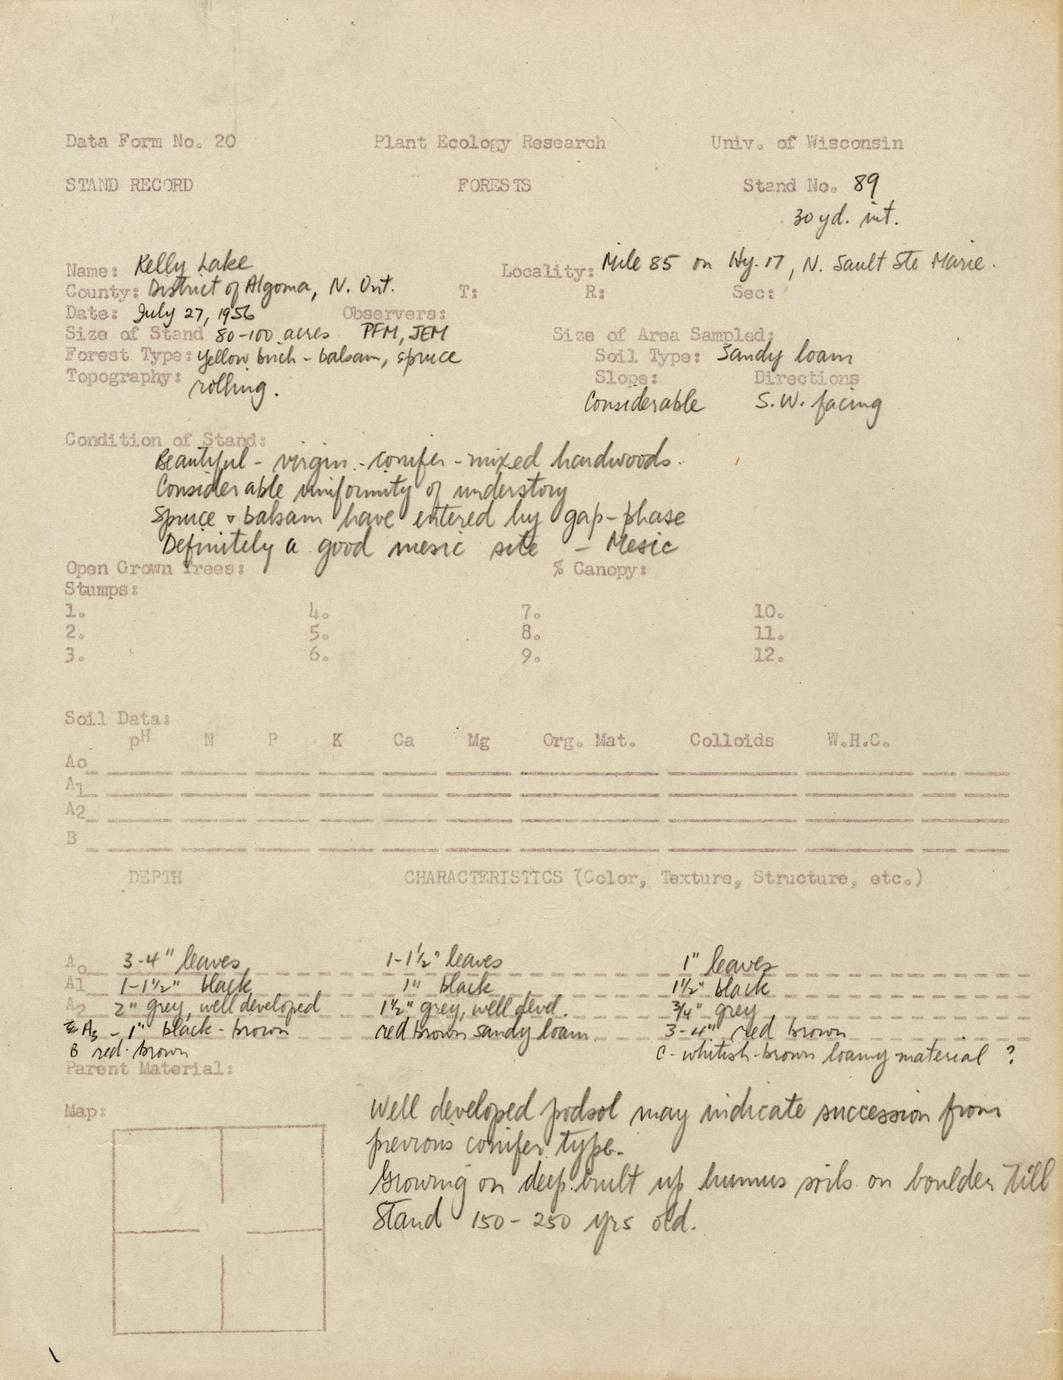 Data Form No. 20 Plant Ecology Research Univ. of Wisconsin
STAND RECORD FORESTS Stand No. 89
30 yd. int.
Name: Kelly Lake Locality: Mile 85 on Hy. 17, N. Sault Ste Marie.
County: District of Algoma, N. Ont. T: R: Sec:
Date: July 27, 1956 Observers:
Size of Stand 80-100 acres PFM, JEM Size of Area Sampled:
Forest Type: Yellow birch - balsam, spruce Soil Type: Sandy loam
Topography: rolling. Slope: Directions
Considerable S.W. facing
Condition of Stand:
Beautiful - virgin - conifer - mixed hardwoods.
Considerable uniformity of understory
Spruce & balsam have entered by gap-phase
Definitely a good mesic site - Mesic
Open Grown Trees: % Canopy:
Stumps:
1. 4. 7. 10.
2. 5. 8. 11.
3. 6. 9. 12.
Soil Data:
pH N P K Ca Mg Org. Mat. Colloids W.H.C.
Ao
A1
A2
B
DEPTH CHARACTERISTICS (Color, Texture, Structure, etc.)
Ao 3-4" leaves 1-1½" leaves 1" leaves
A1 1-1½" black 1" black 1½" black
A2 2" grey, well developed 1½" grey, well devd. ¾" grey
A3 - 1" black-brown red brown sandy loam 3-4" red brown
B red-brown C - whitish-brown loamy material ?
Parent Material:
Map: Well developed podsol may indicate succession from
previous conifer type.
Growing on deep built up humus soils on boulder Till
Stand 150-250 yrs old.